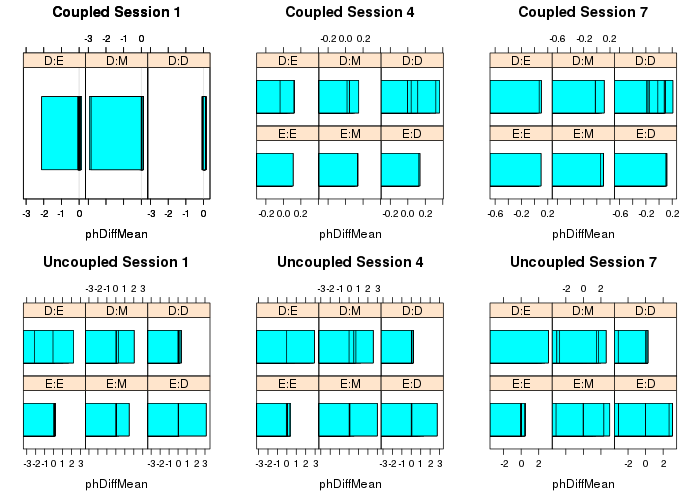 Coupled Session 1
-3 -2 -1 0
D:E D:M D:D
-3 -2 -1 0 -3 -2 -1 0
phDiffMean
Coupled Session 4
-0.2 0.0 0.2
D:E D:M D:D
E:E E:M E:D
-0.2 0.0 0.2 -0.2 0.0 0.2
phDiffMean
Coupled Session 7
-0.6 -0.2 0.2
D:E D:M D:D
E:E E:M E:D
-0.6 -0.2 0.2 -0.6 -0.2 0.2
phDiffMean
Uncoupled Session 1
-3-2-1 0 1 2 3
D:E D:M D:D
E:E E:M E:D
-3-2-1 0 1 2 3 -3-2-1 0 1 2 3
phDiffMean
Uncoupled Session 4
-3-2-1 0 1 2 3
D:E D:M D:D
E:E E:M E:D
-3-2-1 0 1 2 3 -3-2-1 0 1 2 3
phDiffMean
Uncoupled Session 7
-2 0 2
D:E D:M D:D
E:E E:M E:D
-2 0 2 -2 0 2
phDiffMean